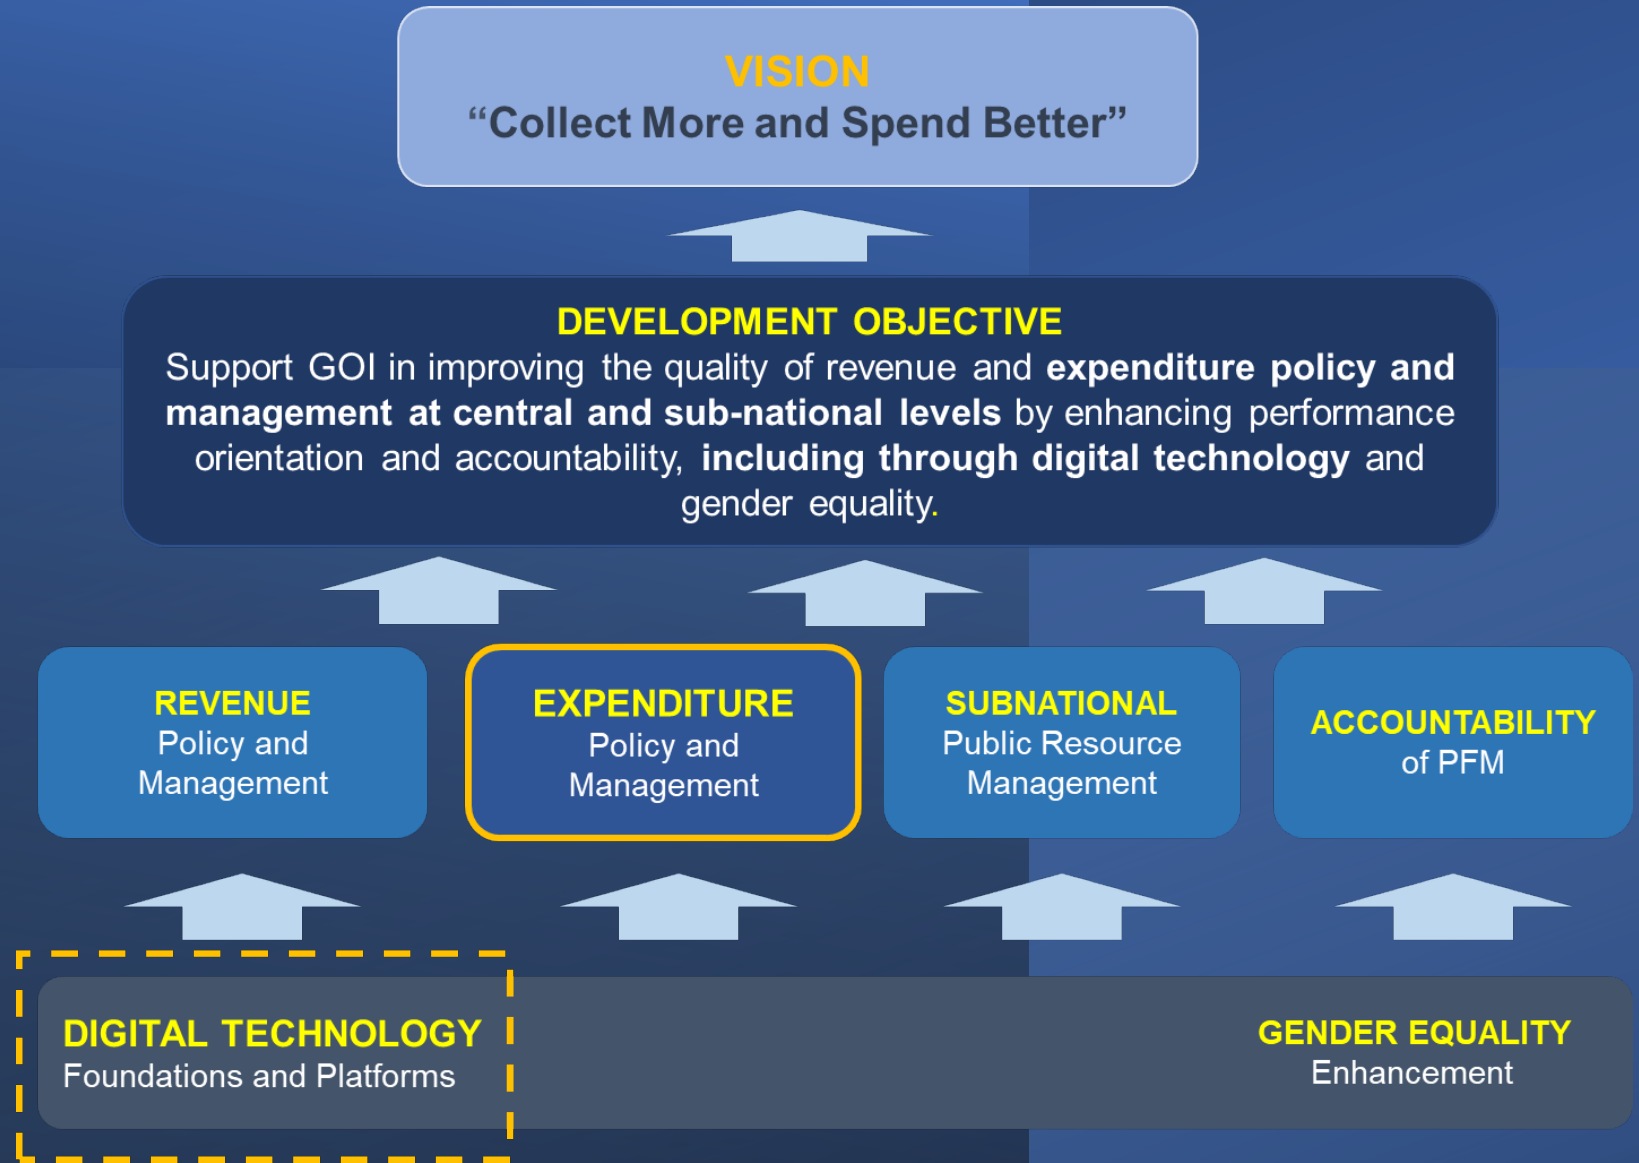 VISION
“Collect More and Spend Better”
DEVELOPMENT OBJECTIVE
Support GOI in improving the quality of revenue and expenditure policy and
management at central and sub-national levels by enhancing performance
orientation and accountability, including through digital technology and
gender equality.
REVENUE
Policy and
Management
EXPENDITURE
Policy and
Management
SUBNATIONAL
Public Resource
Management
ACCOUNTABILITY
of PFM
DIGITAL TECHNOLOGY
Foundations and Platforms
GENDER EQUALITY
Enhancement